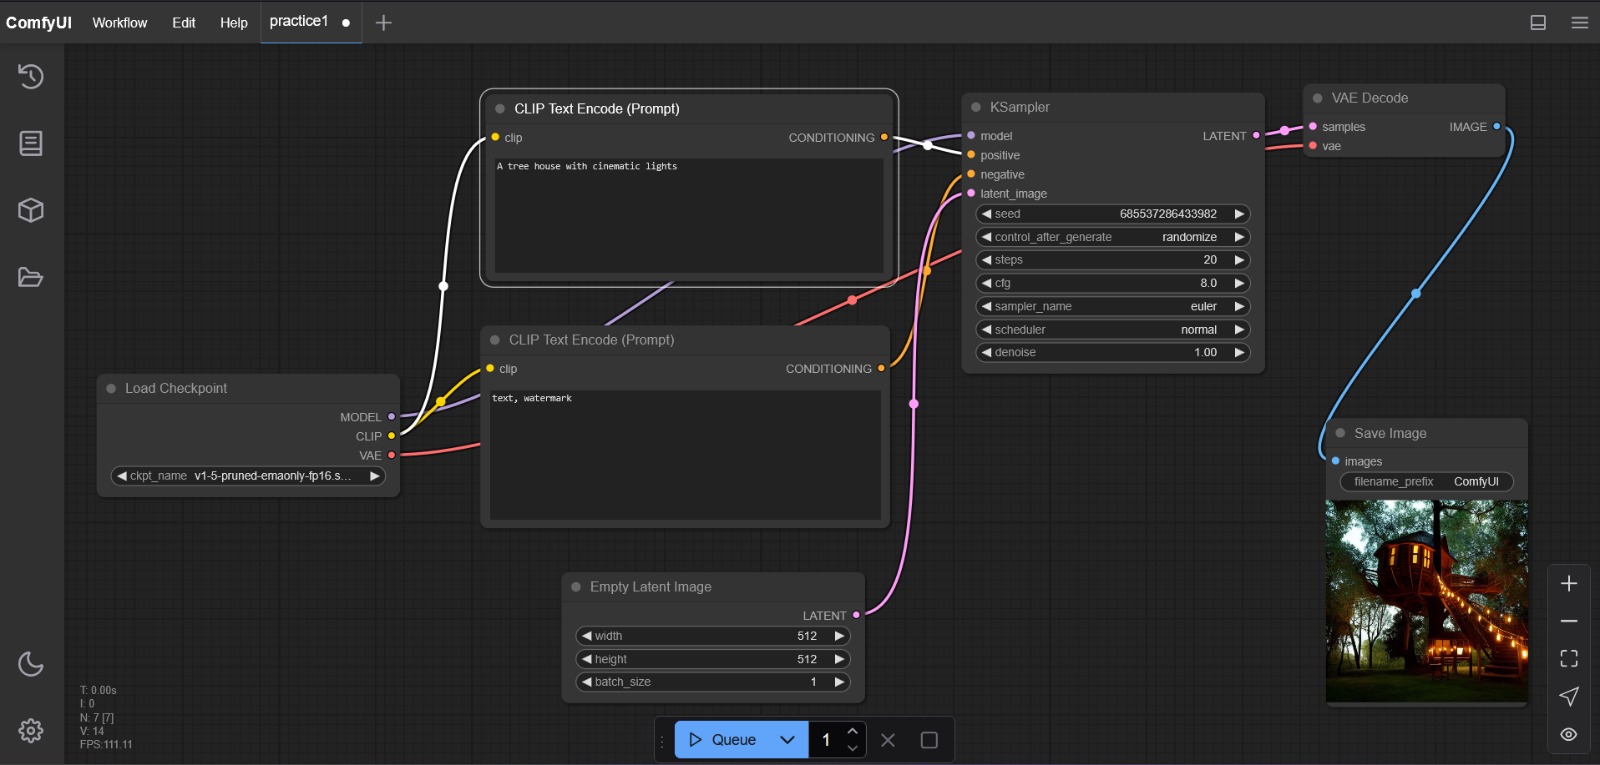 ComfyUI Workflow Edit Help practice1
CLIP Text Encode (Prompt)
clip CONDITIONING
A tree house with cinematic lights
CLIP Text Encode (Prompt)
clip CONDITIONING
text, watermark
Load Checkpoint
MODEL
CLIP
VAE
ckpt_name v1-5-pruned-emaonly-fp16.s...
Empty Latent Image
LATENT
width 512
height 512
batch_size 1
KSampler
model LATENT
positive
negative
latent_image
seed 685537286433982
control_after_generate randomize
steps 20
cfg 8.0
sampler_name euler
scheduler normal
denoise 1.00
VAE Decode
samples IMAGE
vae
Save Image
images
filename_prefix ComfyUI
T: 0.00s
I: 0
N: 7 [7]
V: 14
FPS:111.11
Queue 1